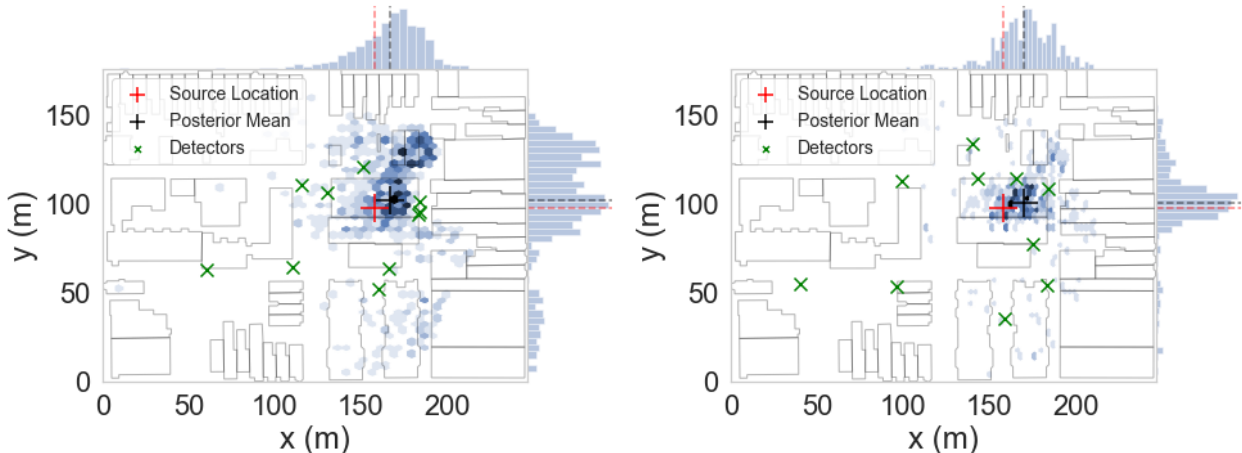 Source Location
Posterior Mean
Detectors
150
100
50
0
y (m)
0 50 100 150 200
x (m)
Source Location
Posterior Mean
Detectors
150
100
50
0
y (m)
0 50 100 150 200
x (m)